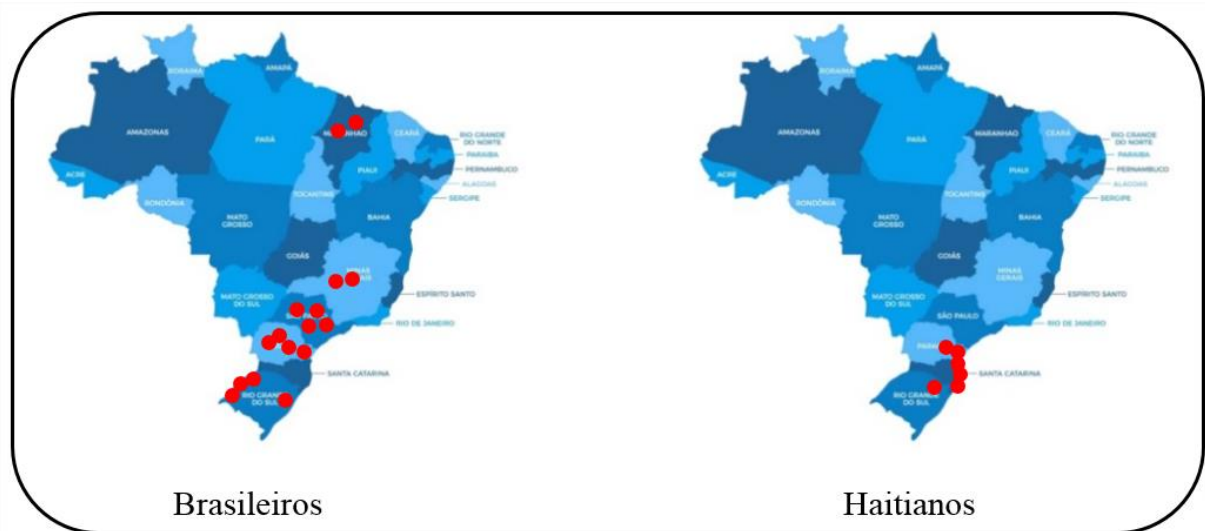 RORAIMA
AMAPÁ
AMAZONAS
PARÁ
CEARÁ
RIO GRANDE
DO NORTE
PARAIBA
PIAUI
PERNAMBUCO
ACRE
TOCANTINS
ALAGOAS
RONDÔNIA
SERGIPE
MATO
GROSSO
BAHIA
GOIÁS
MATO GROSSO
DO SUL
ESPÍRITO SANTO
RIO DE JANEIRO
SANTA CATARINA
RIO GRANDE
DO SUL
Brasileiros
RORAIMA
AMAPÁ
AMAZONAS
PARÁ
MARANHAO
CEARÁ
RIO GRANDE
DO NORTE
PARAIBA
PIAUI
PERNAMBUCO
ACRE
TOCANTINS
ALAGOAS
RONDÔNIA
SERGIPE
MATO
GROSSO
BAHIA
GOIÁS
MINAS
GERAIS
MATO GROSSO
DO SUL
ESPÍRITO SANTO
SÃO PAULO
RIO DE JANEIRO
SANTA CATARINA
RIO GRANDE
DO SUL
Haitianos